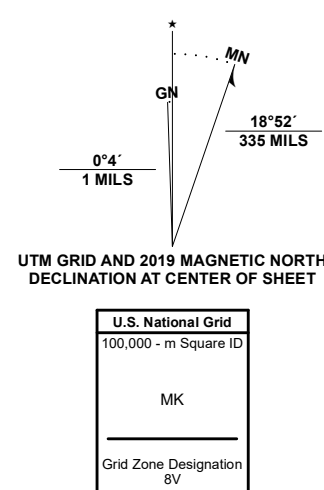 MN
GN
18°52´
335 MILS
0°4´
1 MILS
UTM GRID AND 2019 MAGNETIC NORTH
DECLINATION AT CENTER OF SHEET
U.S. National Grid
100,000 - m Square ID
MK
Grid Zone Designation
8V